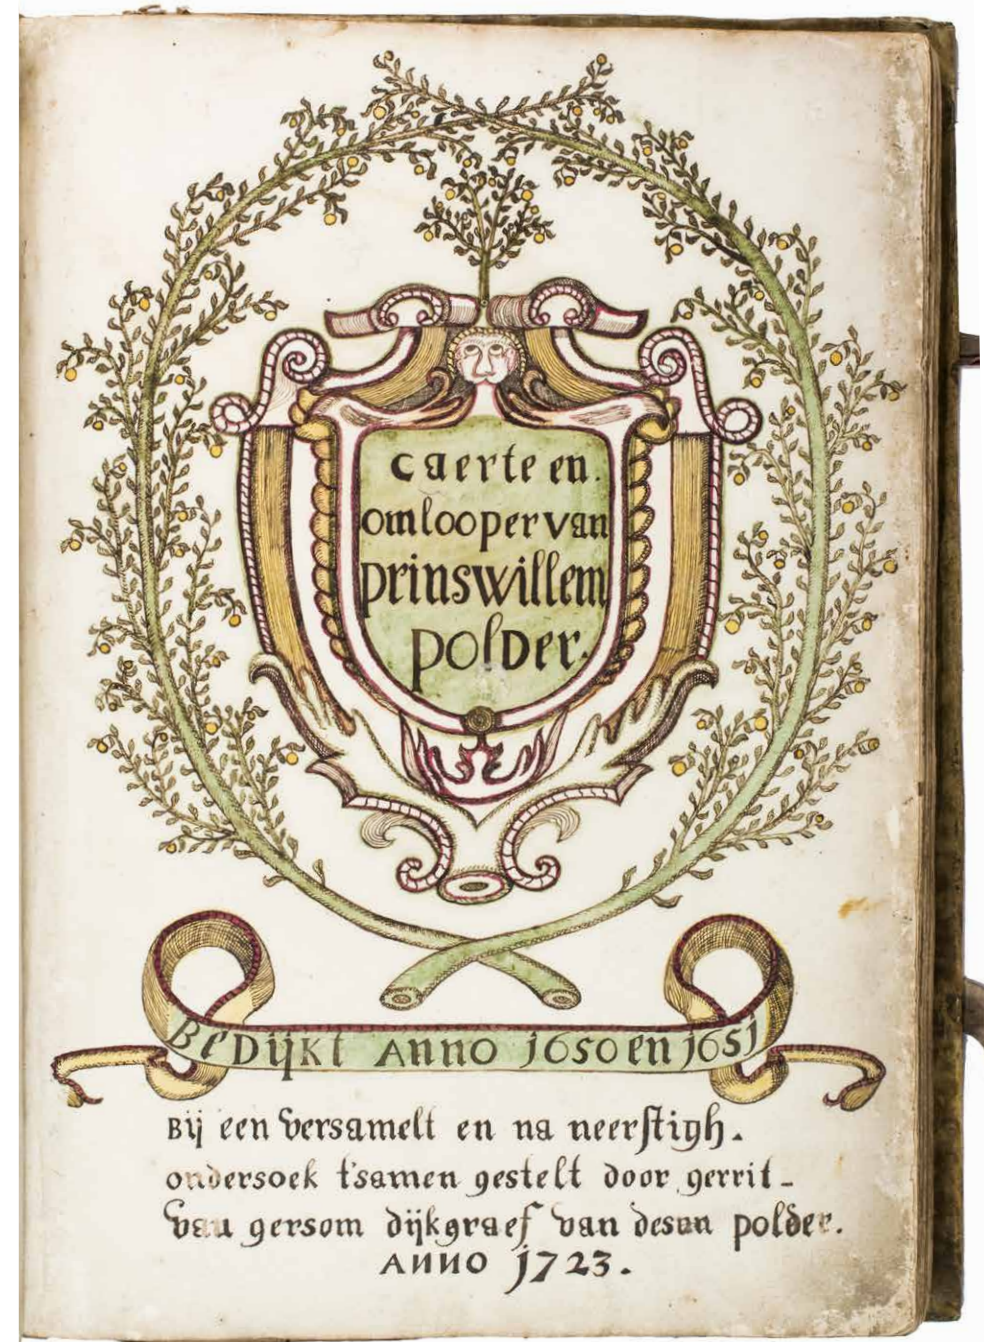 caerte en.
omlooper van
prinswillem
polder.
BeDijkt anno 1650 en 1651
Bij een versamelt en na neerstigh.
ondersoek t'samen gestelt door gerrit-
van gersom dijkgraef van desen polder.
anno 1723.